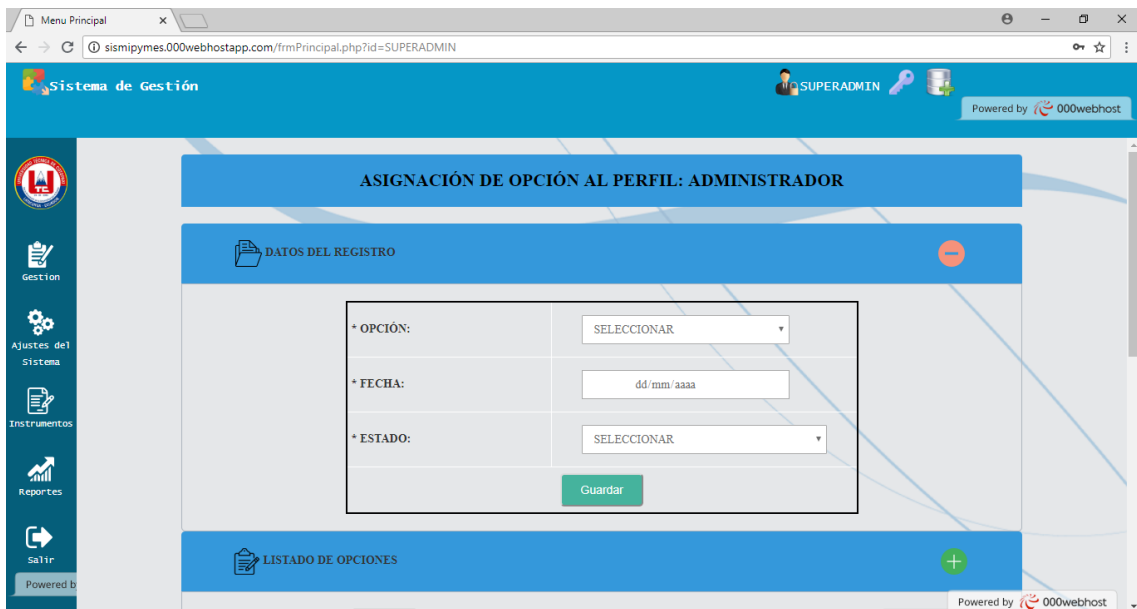 Menu Principal
sismipymes.000webhostapp.com/frmPrincipal.php?id=SUPERADMIN
Sistema de Gestión
SUPERADMIN
Powered by 000webhost
ASIGNACIÓN DE OPCIÓN AL PERFIL: ADMINISTRADOR
DATOS DEL REGISTRO
Gestion
* OPCIÓN:
SELECCIONAR
Ajustes del
Sistema
* FECHA:
dd/mm/aaaa
Instrumentos
* ESTADO:
SELECCIONAR
Reportes
Guardar
Salir
LISTADO DE OPCIONES
Powered b
Powered by 000webhost